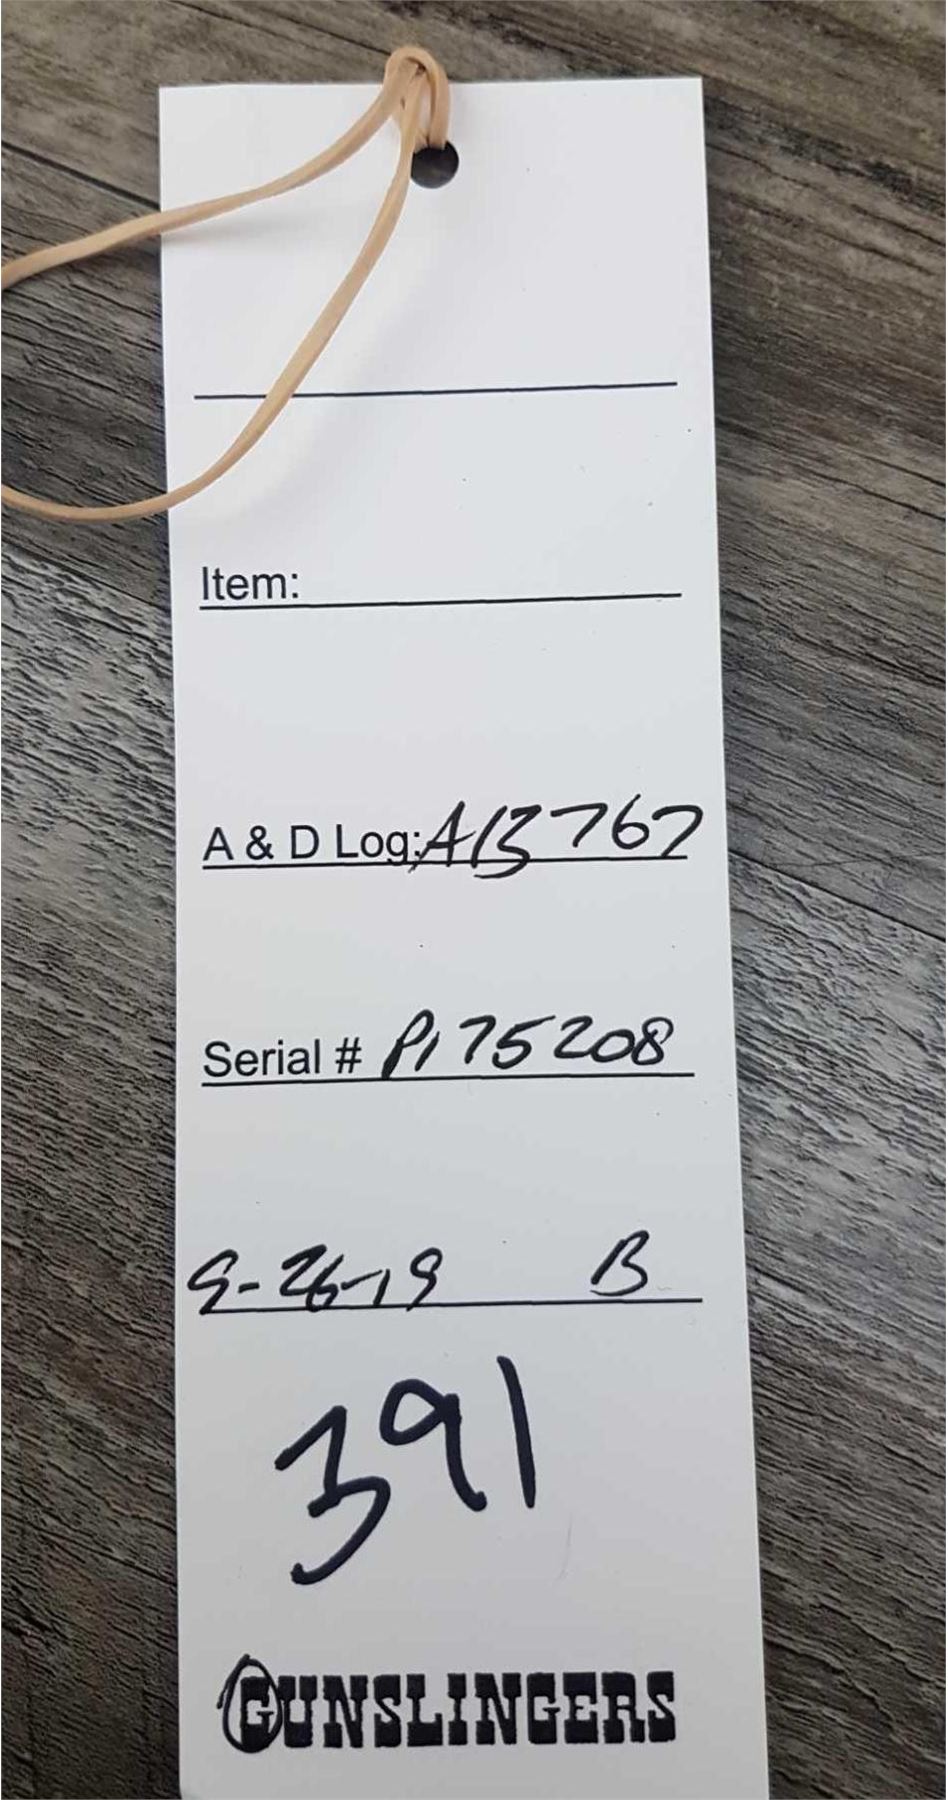 Item:
A & D Log: A13767
Serial # P175208
9-26-19 B
391
GUNSLINGERS